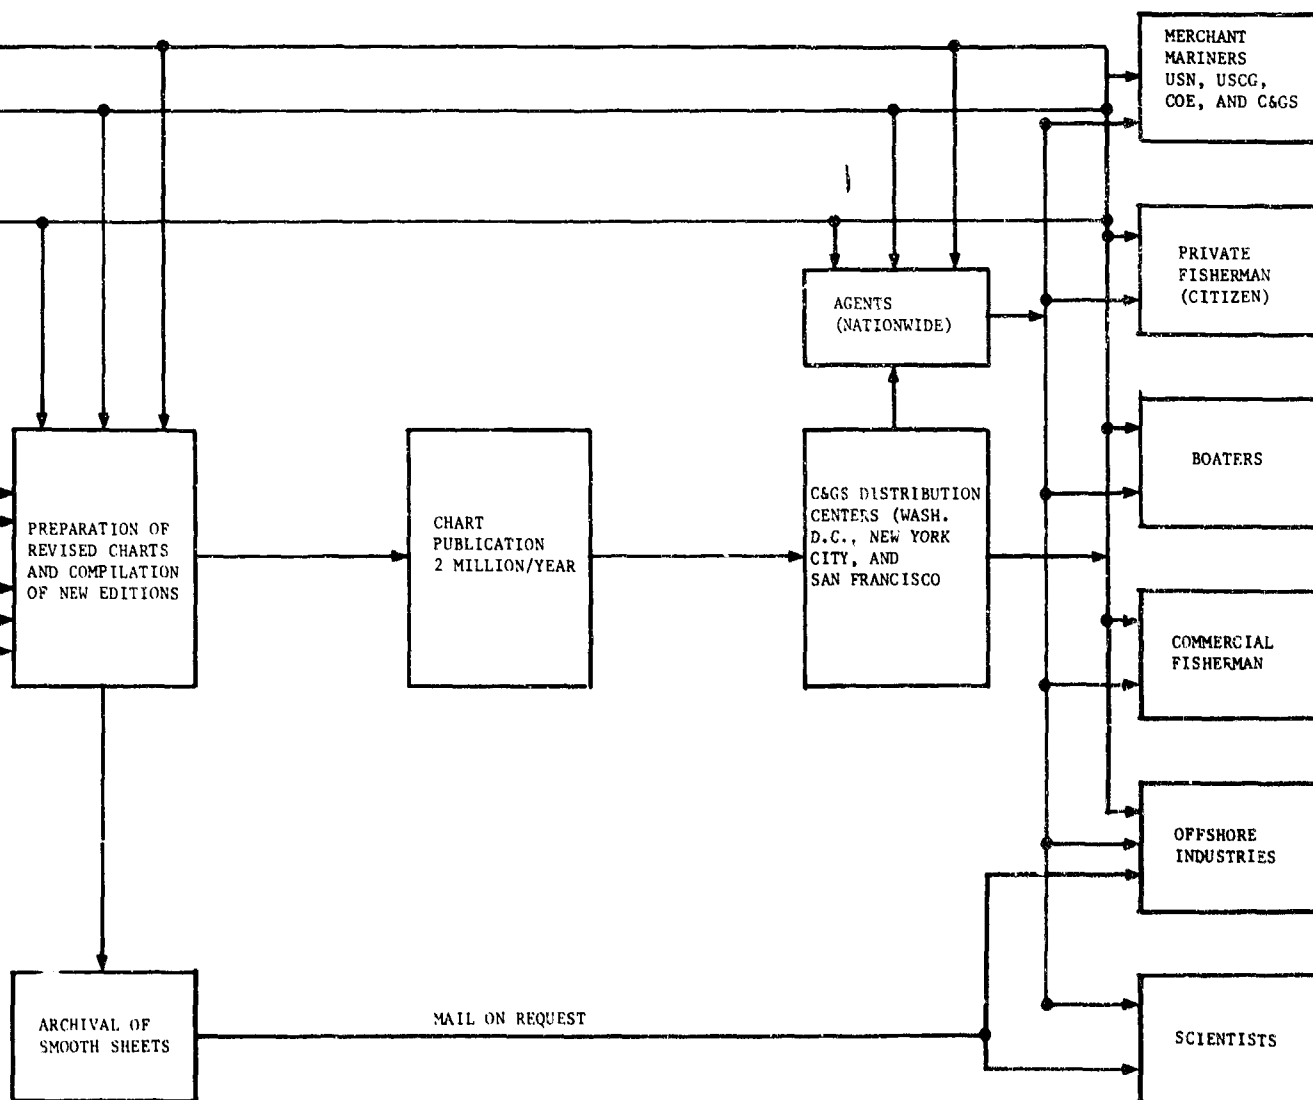 MERCHANT
MARINERS
USN, USCG,
COE, AND C&GS
PRIVATE
FISHERMAN
(CITIZEN)
AGENTS
(NATIONWIDE)
BOATERS
PREPARATION OF
REVISED CHARTS
AND COMPILATION
OF NEW EDITIONS
CHART
PUBLICATION
2 MILLION/YEAR
C&GS DISTRIBUTION
CENTERS (WASH.
D.C., NEW YORK
CITY, AND
SAN FRANCISCO
COMMERCIAL
FISHERMAN
OFFSHORE
INDUSTRIES
ARCHIVAL OF
SMOOTH SHEETS
MAIL ON REQUEST
SCIENTISTS